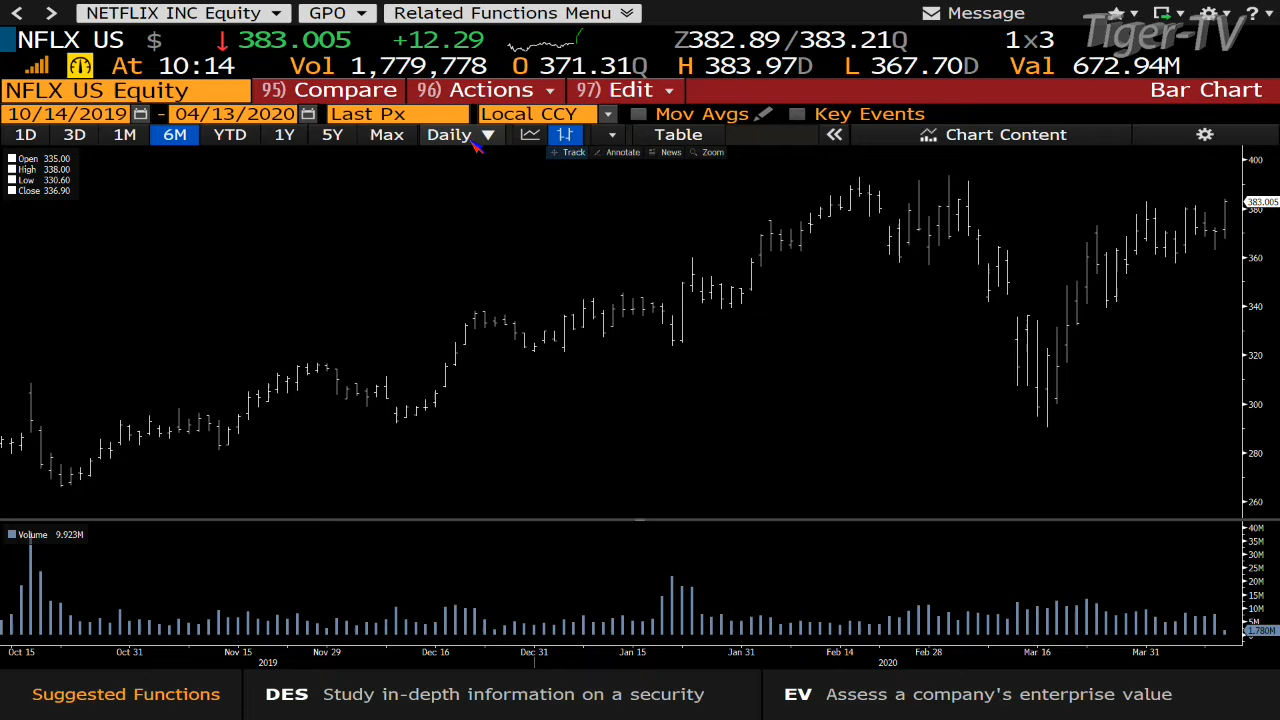 NETFLIX INC Equity GPO Related Functions Menu Message ?
Tiger-TV
NFLX US $ ↓ 383.005 +12.29 Z382.89/383.21Q 1x3
At 10:14 Vol 1,779,778 O 371.31Q H 383.97D L 367.70D Val 672.94M
NFLX US Equity 95) Compare 96) Actions 97) Edit Bar Chart
10/14/2019 - 04/13/2020 Last Px Local CCY Mov Avgs Key Events
1D 3D 1M 6M YTD 1Y 5Y Max Daily ▼ Table « Chart Content
Track Annotate News Zoom
Open 335.00
High 338.00
Low 330.60
Close 336.90
400
383.005
380
360
340
320
300
280
260
Volume 9.923M
40M
35M
30M
25M
20M
15M
10M
5M
1.780M
Oct 15 Oct 31 Nov 15 Nov 29 Dec 16 Dec 31 Jan 15 Jan 31 Feb 14 Feb 28 Mar 16 Mar 31
2019 2020
Suggested Functions DES Study in-depth information on a security EV Assess a company's enterprise value